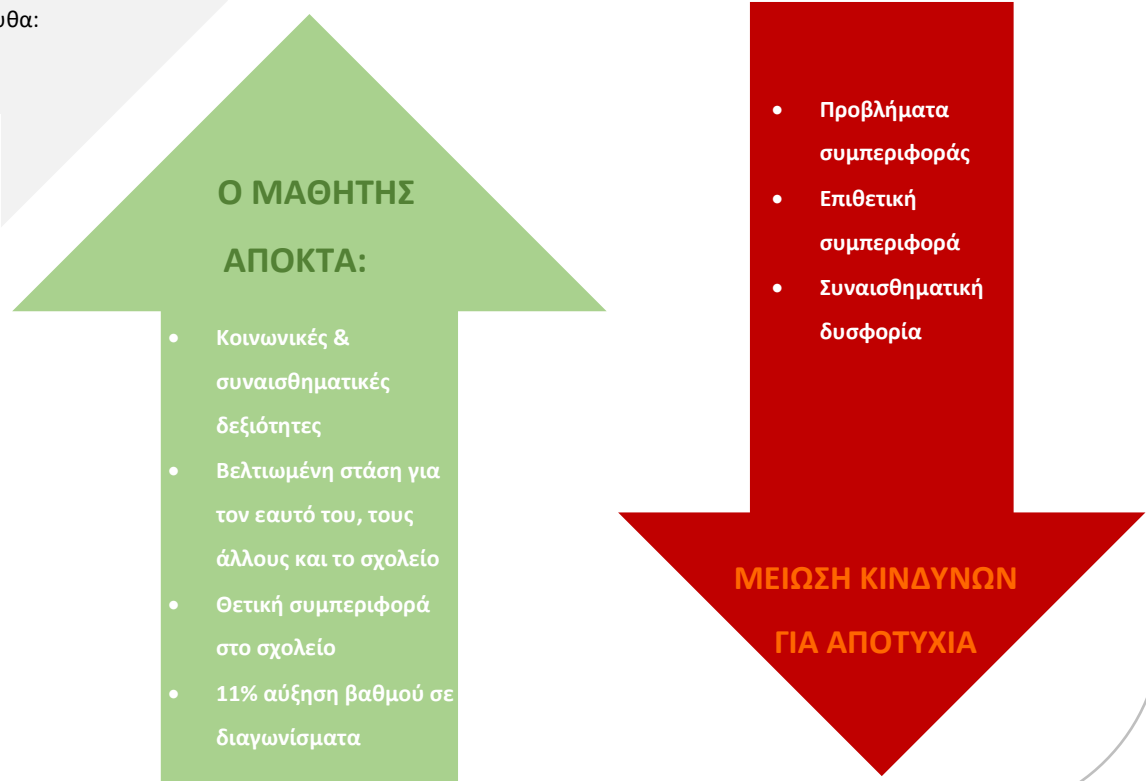 υθα:
Ο ΜΑΘΗΤΗΣ
ΑΠΟΚΤΑ:
• Κοινωνικές &
συναισθηματικές
δεξιότητες
• Βελτιωμένη στάση για
τον εαυτό του, τους
άλλους και το σχολείο
• Θετική συμπεριφορά
στο σχολείο
• 11% αύξηση βαθμού σε
διαγωνίσματα
• Προβλήματα
συμπεριφοράς
• Επιθετική
συμπεριφορά
• Συναισθηματική
δυσφορία
ΜΕΙΩΣΗ ΚΙΝΔΥΝΩΝ
ΓΙΑ ΑΠΟΤΥΧΙΑ